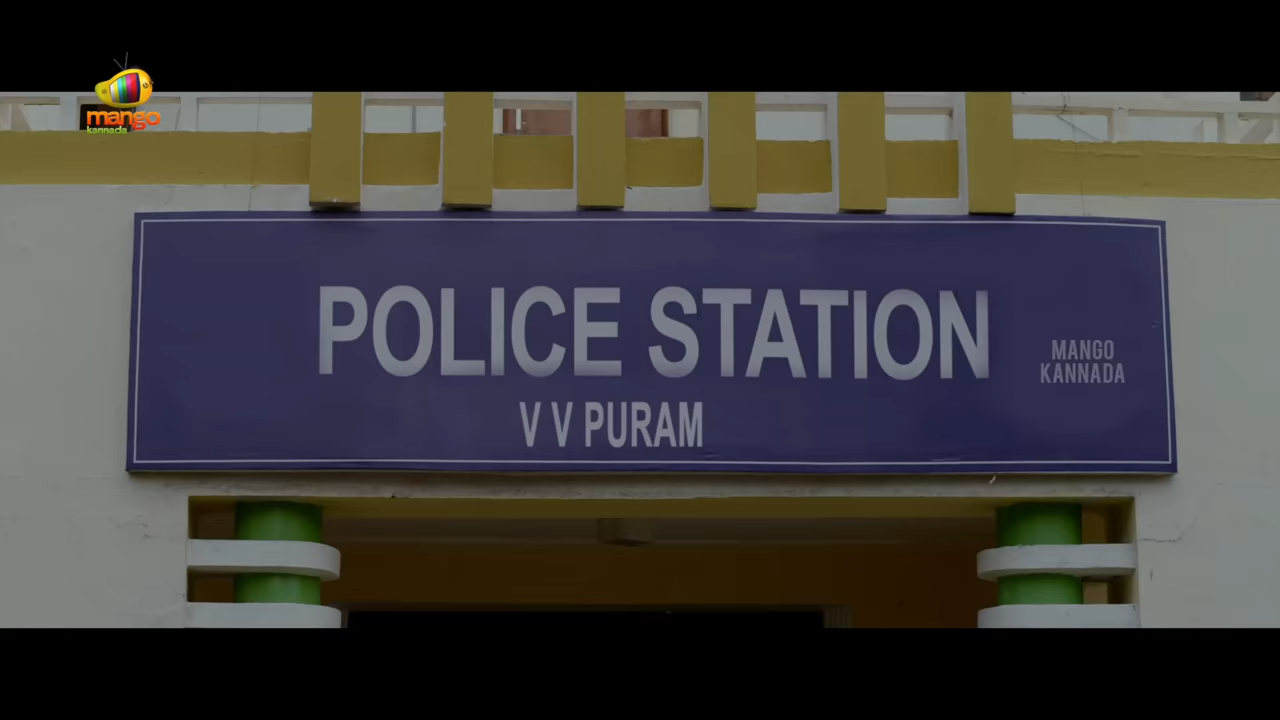 mango
kannada
POLICE STATION
MANGO
KANNADA
V V PURAM